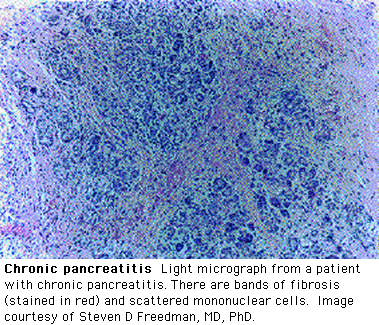 Chronic pancreatitis Light micrograph from a patient
with chronic pancreatitis. There are bands of fibrosis
(stained in red) and scattered mononuclear cells. Image
courtesy of Steven D Freedman, MD, PhD.